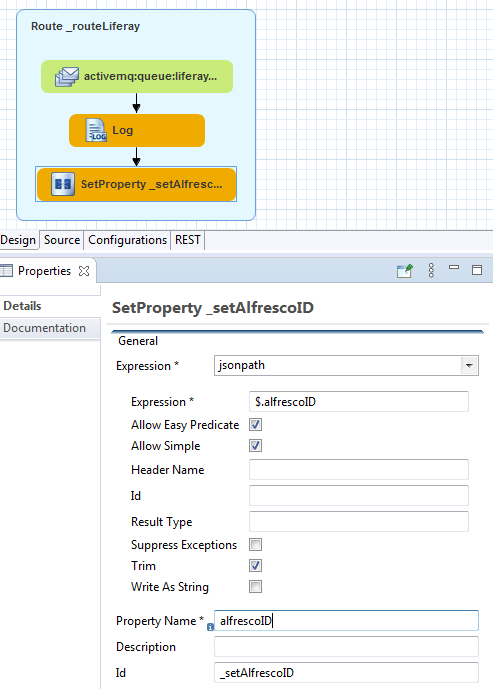 Route _routeLiferay
activemq:queue:liferay...
LOG
Log
SetProperty _setAlfresc...
Design Source Configurations REST
Properties
Details
Documentation
SetProperty _setAlfrescoID
General
Expression * jsonpath
Expression * $.alfrescoID
Allow Easy Predicate
Allow Simple
Header Name
Id
Result Type
Suppress Exceptions
Trim
Write As String
Property Name * alfrescoID
Description
Id _setAlfrescoID